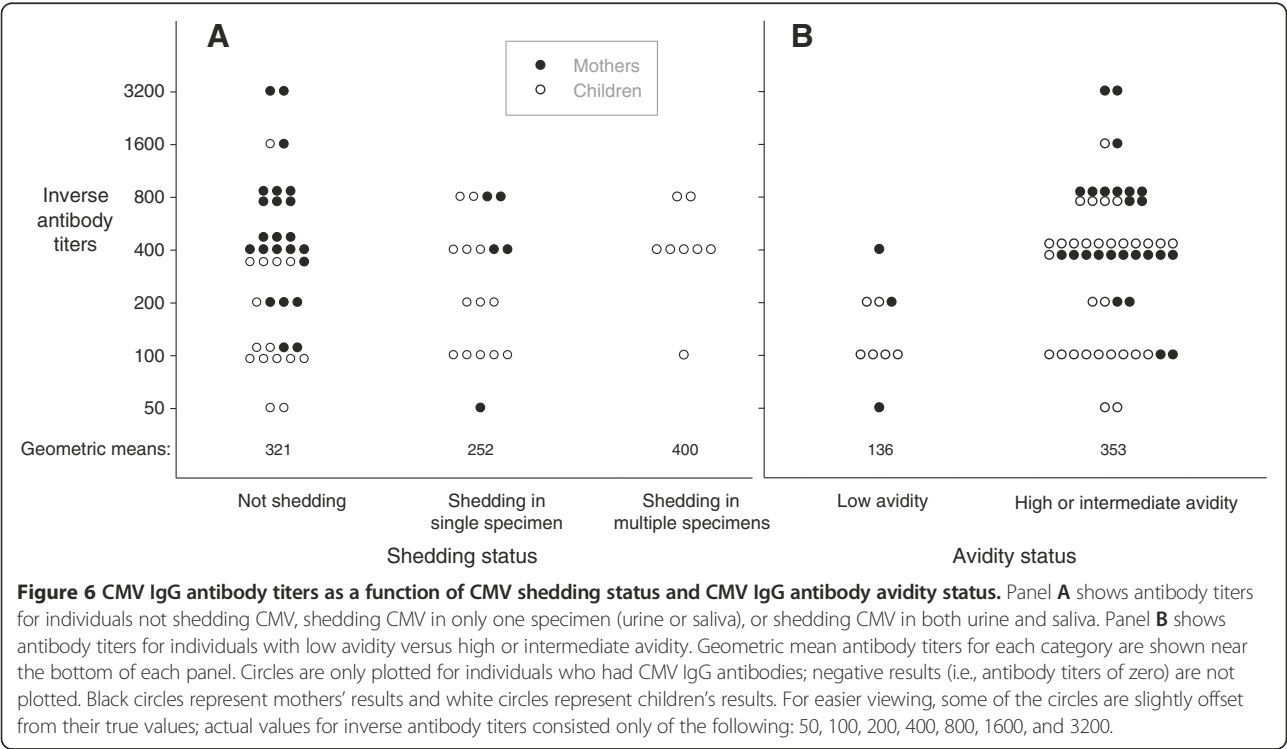 A
B
Mothers
Children
3200
1600
800
400
200
100
50
Inverse
antibody
titers
Geometric means:
321
252
400
136
353
Not shedding
Shedding in
single specimen
Shedding in
multiple specimens
Low avidity
High or intermediate avidity
Shedding status
Avidity status
Figure 6 CMV IgG antibody titers as a function of CMV shedding status and CMV IgG antibody avidity status. Panel A shows antibody titers
for individuals not shedding CMV, shedding CMV in only one specimen (urine or saliva), or shedding CMV in both urine and saliva. Panel B shows
antibody titers for individuals with low avidity versus high or intermediate avidity. Geometric mean antibody titers for each category are shown near
the bottom of each panel. Circles are only plotted for individuals who had CMV IgG antibodies; negative results (i.e., antibody titers of zero) are not
plotted. Black circles represent mothers’ results and white circles represent children’s results. For easier viewing, some of the circles are slightly offset
from their true values; actual values for inverse antibody titers consisted only of the following: 50, 100, 200, 400, 800, 1600, and 3200.